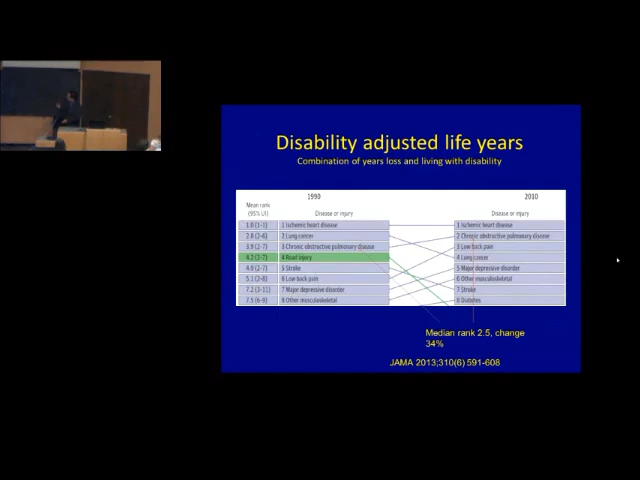 Disability adjusted life years
Combination of years loss and living with disability
1990
2010
Mean rank
(95% UI)
Disease or injury
Disease or injury
1.0 (1-1)
1 Ischemic heart disease
1 Ischemic heart disease
2.8 (2-6)
2 Lung cancer
2 Chronic obstructive pulmonary disease
3.9 (2-7)
3 Chronic obstructive pulmonary disease
3 Low back pain
4.2 (2-7)
4 Road injury
4 Lung cancer
4.9 (2-7)
5 Stroke
5 Major depressive disorder
5.1 (2-8)
6 Low back pain
6 Other musculoskeletal
7.2 (3-11)
7 Major depressive disorder
7 Stroke
7.5 (6-9)
8 Other musculoskeletal
8 Diabetes
Median rank 2.5, change
34%
JAMA 2013;310(6) 591-608